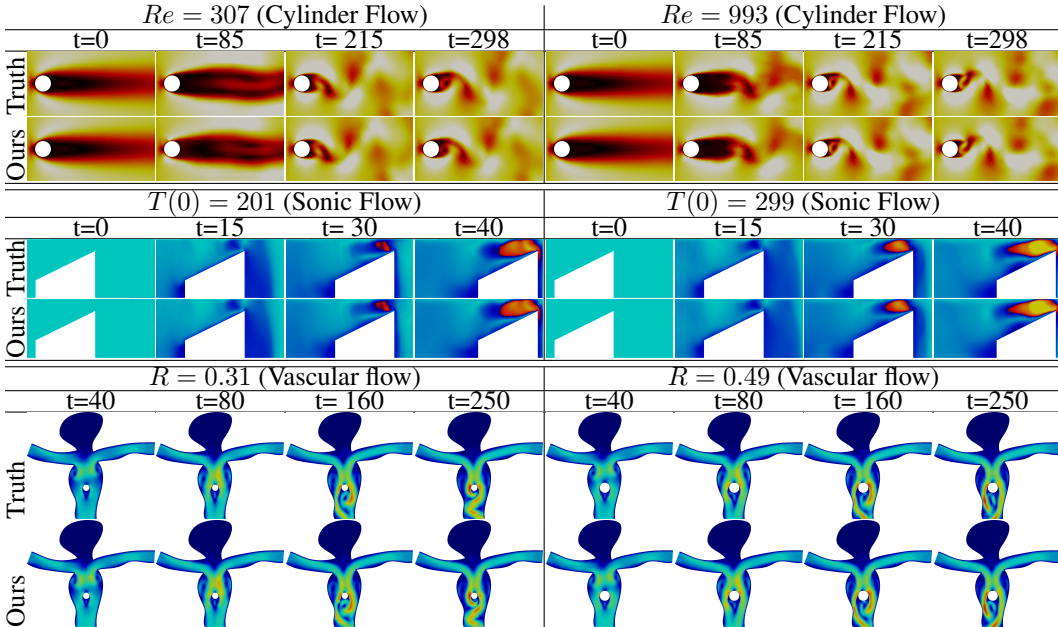 Re = 307 (Cylinder Flow) Re = 993 (Cylinder Flow)
t=0 t=85 t= 215 t=298 t=0 t=85 t= 215 t=298
Truth
Ours
T(0) = 201 (Sonic Flow) T(0) = 299 (Sonic Flow)
t=0 t=15 t= 30 t=40 t=0 t=15 t= 30 t=40
Truth
Ours
R = 0.31 (Vascular flow) R = 0.49 (Vascular flow)
t=40 t=80 t= 160 t=250 t=40 t=80 t= 160 t=250
Truth
Ours